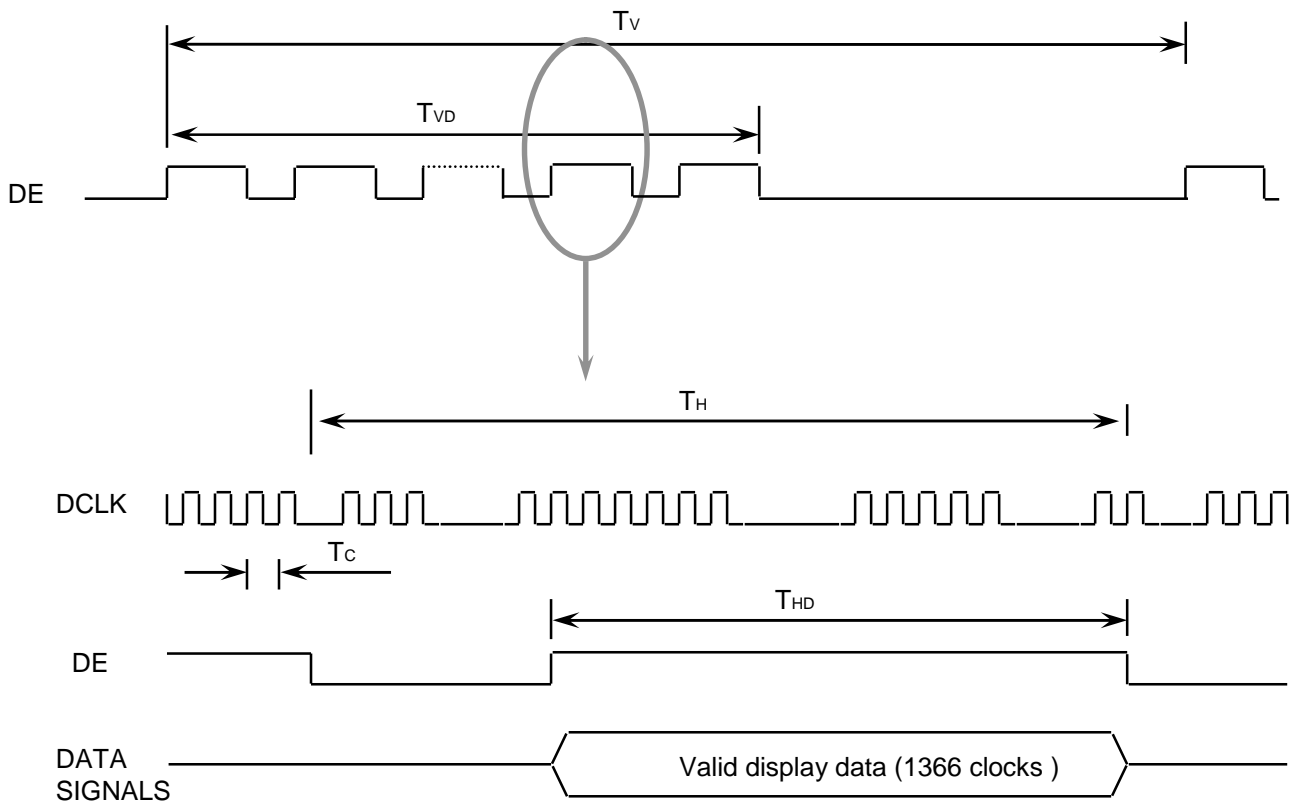 TV
TVD
DE
TH
DCLK
TC
THD
DE
DATA
SIGNALS
Valid display data (1366 clocks )